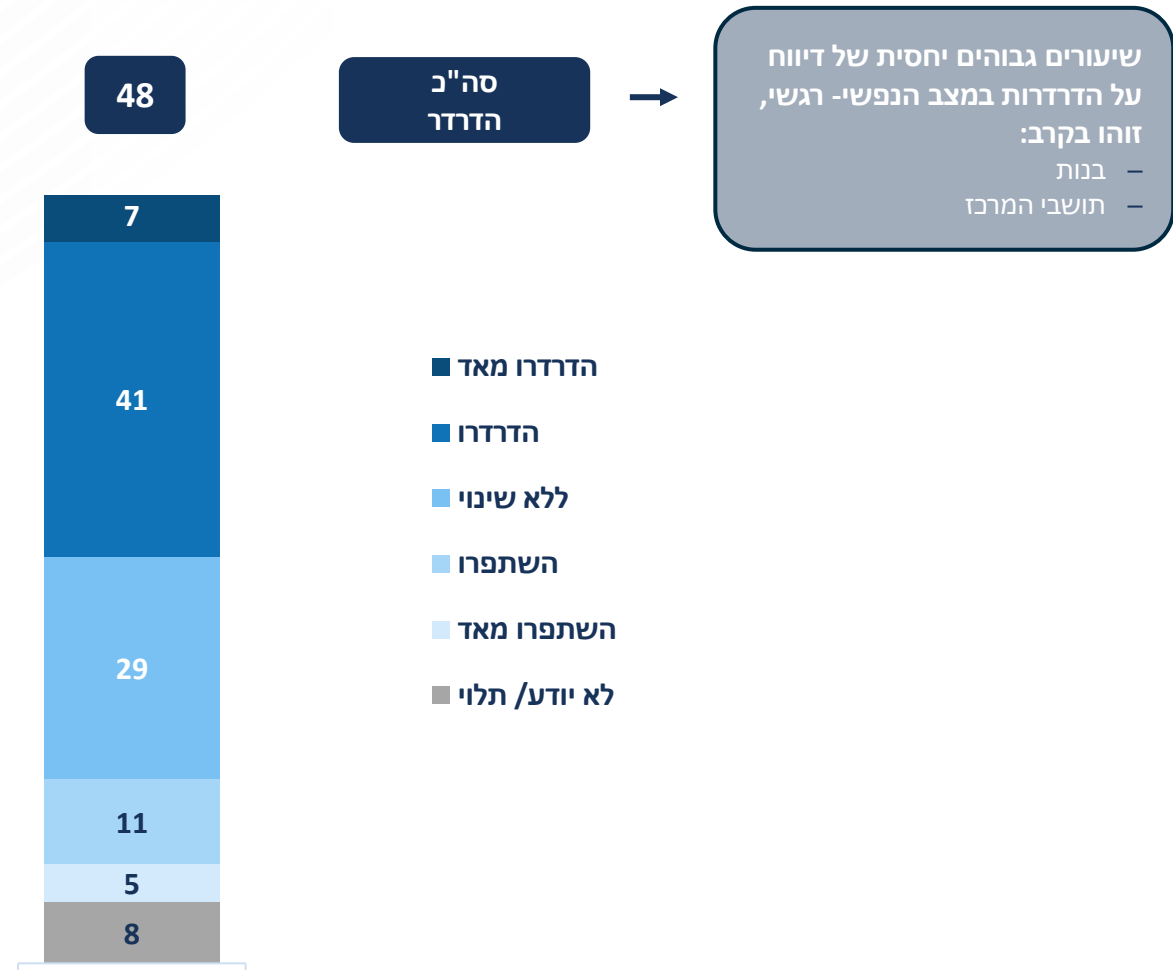 שיעורים גבוהים יחסית של דיווח
על הדרדרות במצב הנפשי- רגשי,
זוהו בקרב:
– בנות
– תושבי המרכז
סה"כ
הדרדר
48
7
41
29
11
5
8
הדרדרו מאד
הדרדרו
ללא שינוי
השתפרו
השתפרו מאד
לא יודע/ תלוי